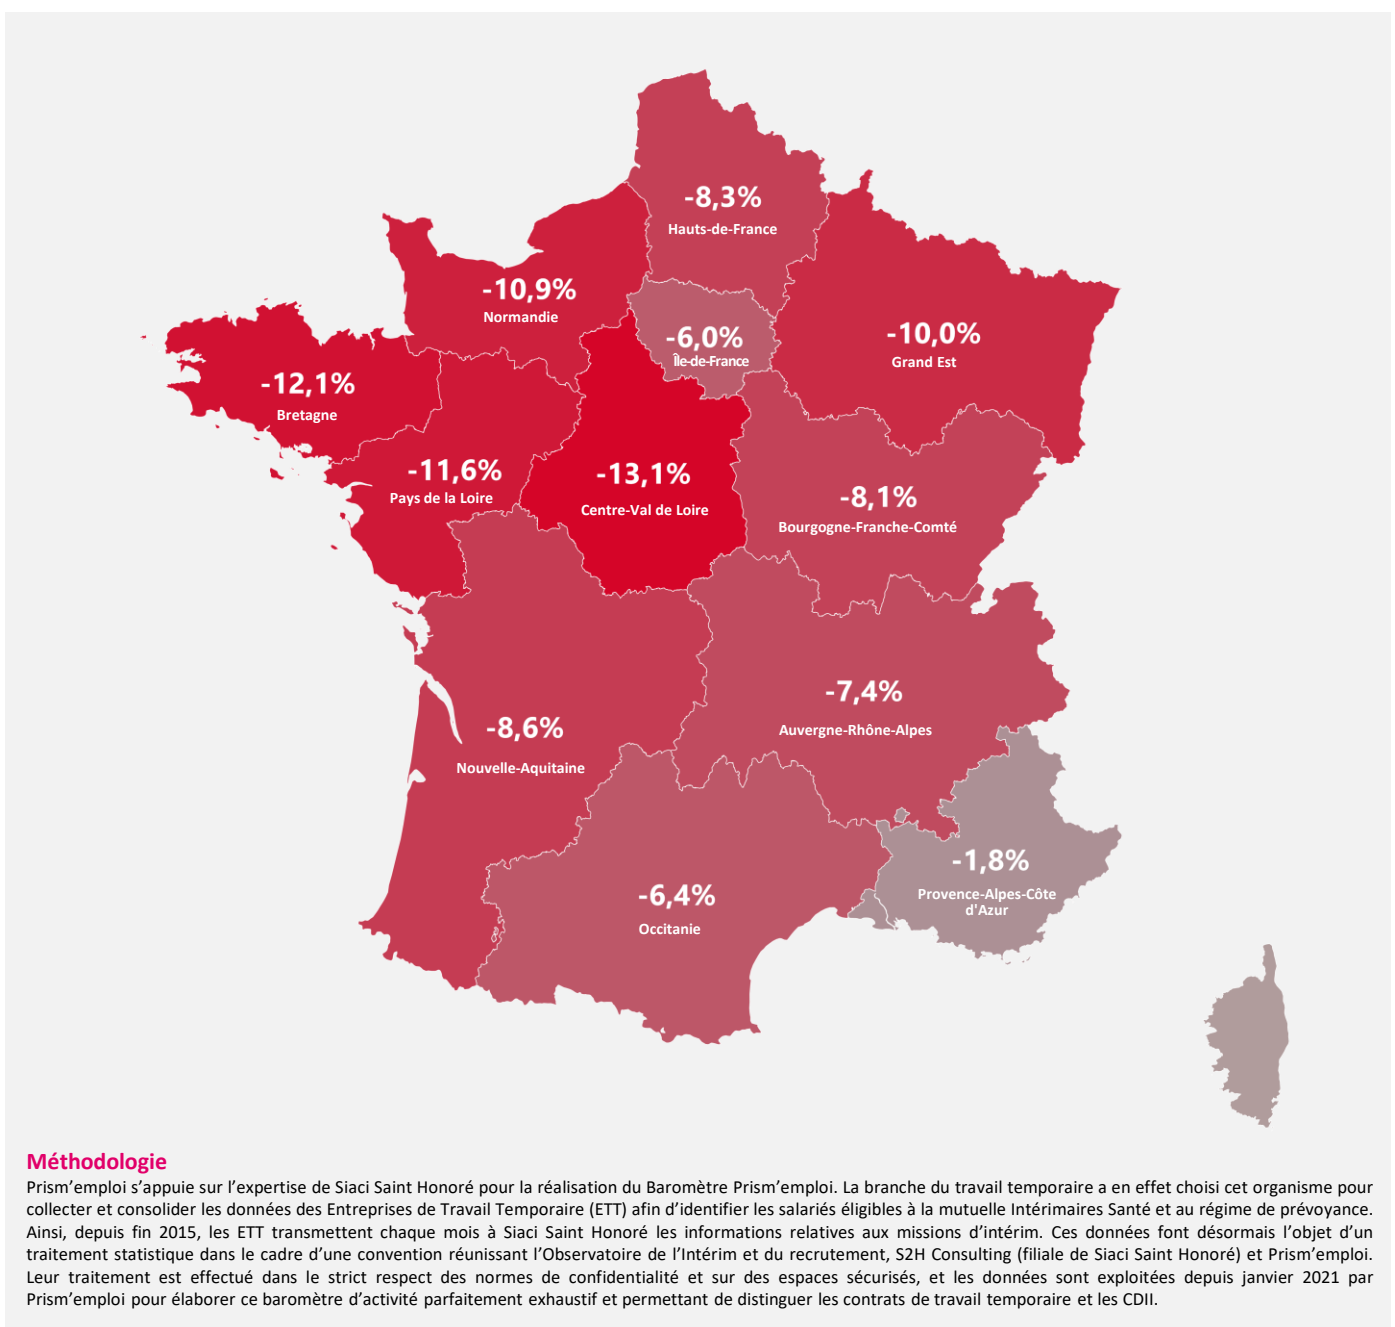 -8,3%
Hauts-de-France
-10,9%
Normandie
-6,0%
Île-de-France
-10,0%
Grand Est
-12,1%
Bretagne
-11,6%
Pays de la Loire
-13,1%
Centre-Val de Loire
-8,1%
Bourgogne-Franche-Comté
-7,4%
Auvergne-Rhône-Alpes
-8,6%
Nouvelle-Aquitaine
-1,8%
Provence-Alpes-Côte
d'Azur
-6,4%
Occitanie
Méthodologie
Prism’emploi s’appuie sur l’expertise de Siaci Saint Honoré pour la réalisation du Baromètre Prism’emploi. La branche du travail temporaire a en effet choisi cet organisme pour
collecter et consolider les données des Entreprises de Travail Temporaire (ETT) afin d’identifier les salariés éligibles à la mutuelle Intérimaires Santé et au régime de prévoyance.
Ainsi, depuis fin 2015, les ETT transmettent chaque mois à Siaci Saint Honoré les informations relatives aux missions d’intérim. Ces données font désormais l’objet d’un
traitement statistique dans le cadre d’une convention réunissant l’Observatoire de l’Intérim et du recrutement, S2H Consulting (filiale de Siaci Saint Honoré) et Prism’emploi.
Leur traitement est effectué dans le strict respect des normes de confidentialité et sur des espaces sécurisés, et les données sont exploitées depuis janvier 2021 par
Prism’emploi pour élaborer ce baromètre d’activité parfaitement exhaustif et permettant de distinguer les contrats de travail temporaire et les CDII.